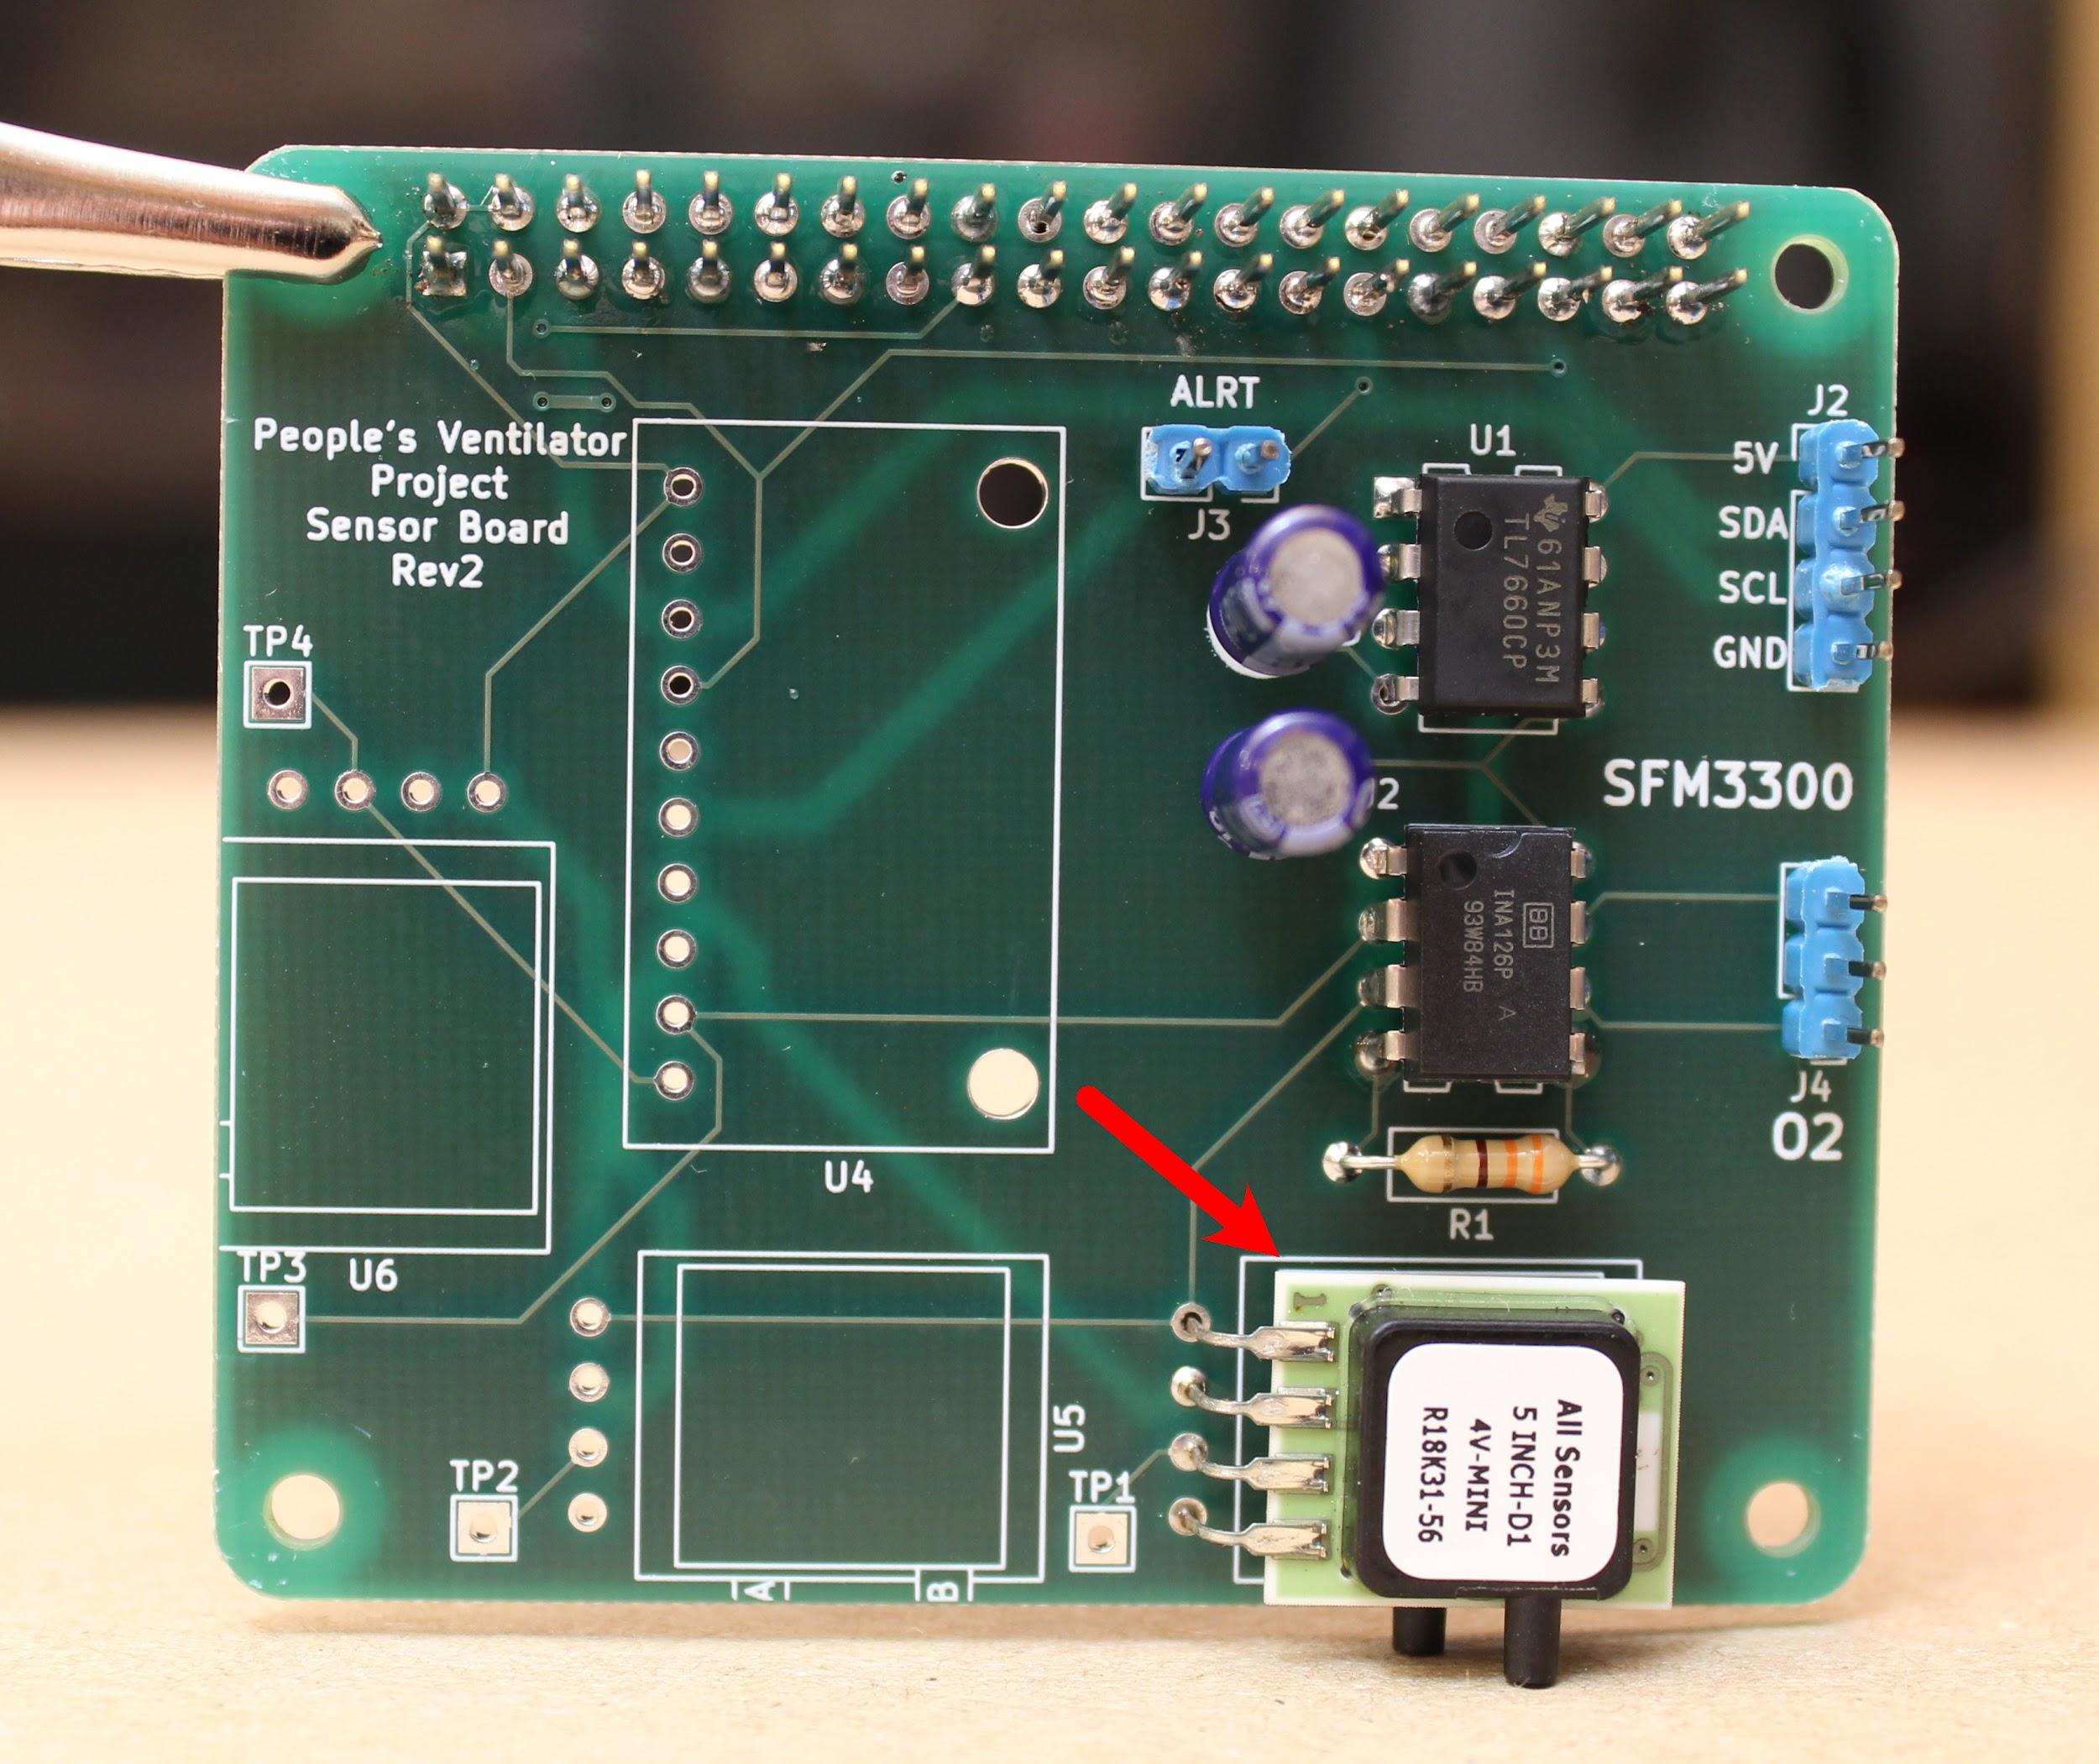 People's Ventilator
Project
Sensor Board
Rev2
ALRT
J3
U1
61ANP3M
TL7660CP
J2
5V
SDA
SCL
GND
SFM3300
TP4
INA126P A
93W84HB
J4
O2
R1
U4
U6
TP3
TP2
U5
A
B
TP1
1
All Sensors
5 INCH-D1
4V-MINI
R18K31-56